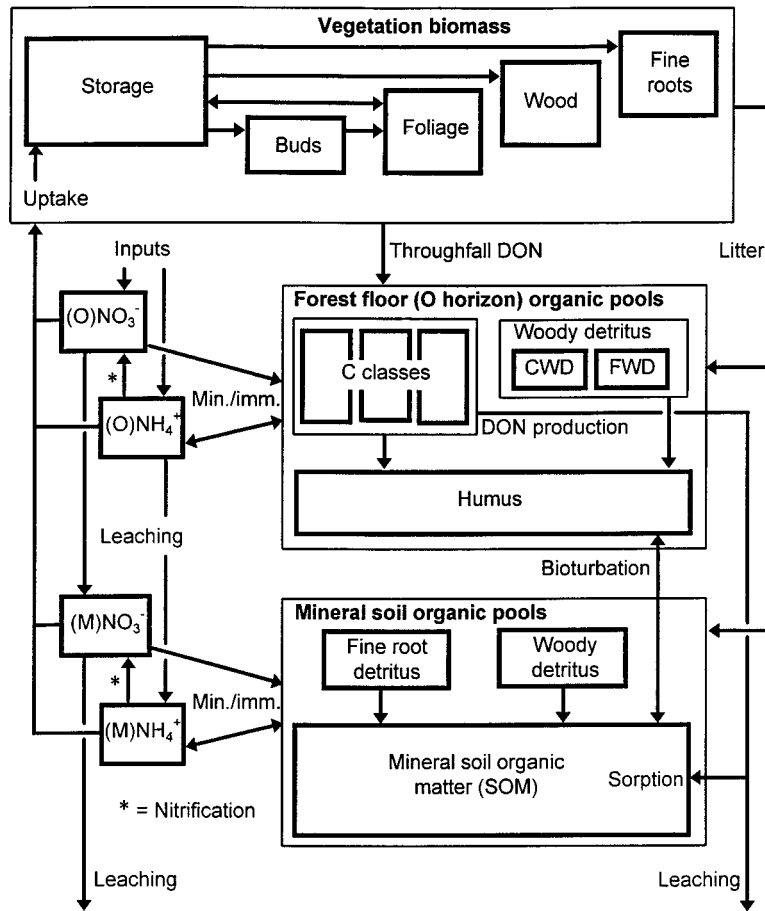 Vegetation biomass
Storage
Fine
roots
Wood
Foliage
Buds
Uptake
Inputs
Throughfall DON
Litter
Forest floor (O horizon) organic pools
(O)NO₃⁻
Woody detritus
C classes
CWD
FWD
*
Min./imm.
(O)NH₄⁺
DON production
Humus
Leaching
Bioturbation
Mineral soil organic pools
(M)NO₃⁻
Fine root
detritus
Woody
detritus
*
Min./imm.
(M)NH₄⁺
Mineral soil organic
matter (SOM)
Sorption
* = Nitrification
Leaching
Leaching